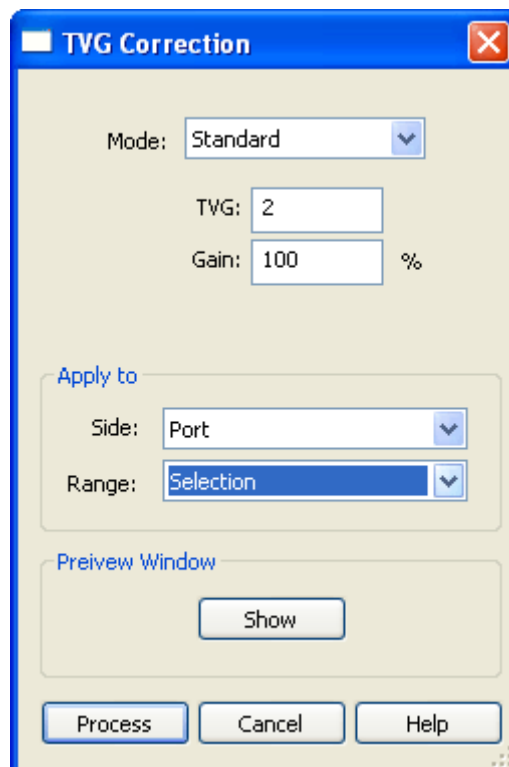 TVG Correction
Mode: Standard
TVG: 2
Gain: 100 %
Apply to
Side: Port
Range: Selection
Preivew Window
Show
Process Cancel Help